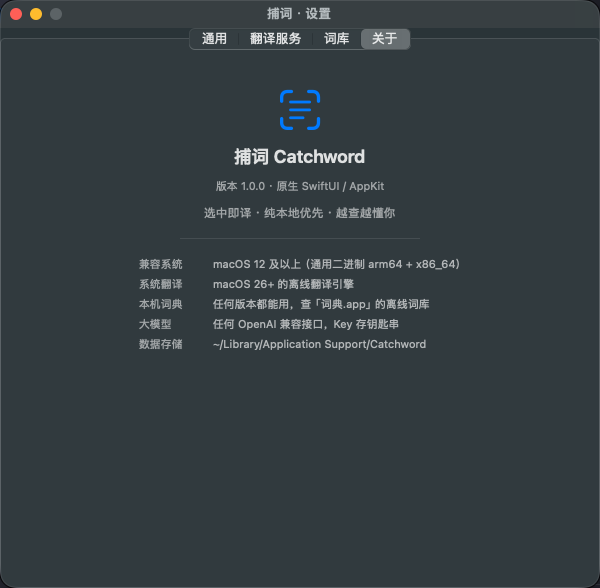 捕词 · 设置
通用 翻译服务 词库 关于
捕词 Catchword
版本 1.0.0 · 原生 SwiftUI / AppKit
选中即译 · 纯本地优先 · 越查越懂你
兼容系统 macOS 12 及以上（通用二进制 arm64 + x86_64）
系统翻译 macOS 26+ 的离线翻译引擎
本机词典 任何版本都能用，查「词典.app」的离线词库
大模型 任何 OpenAI 兼容接口，Key 存钥匙串
数据存储 ~/Library/Application Support/Catchword